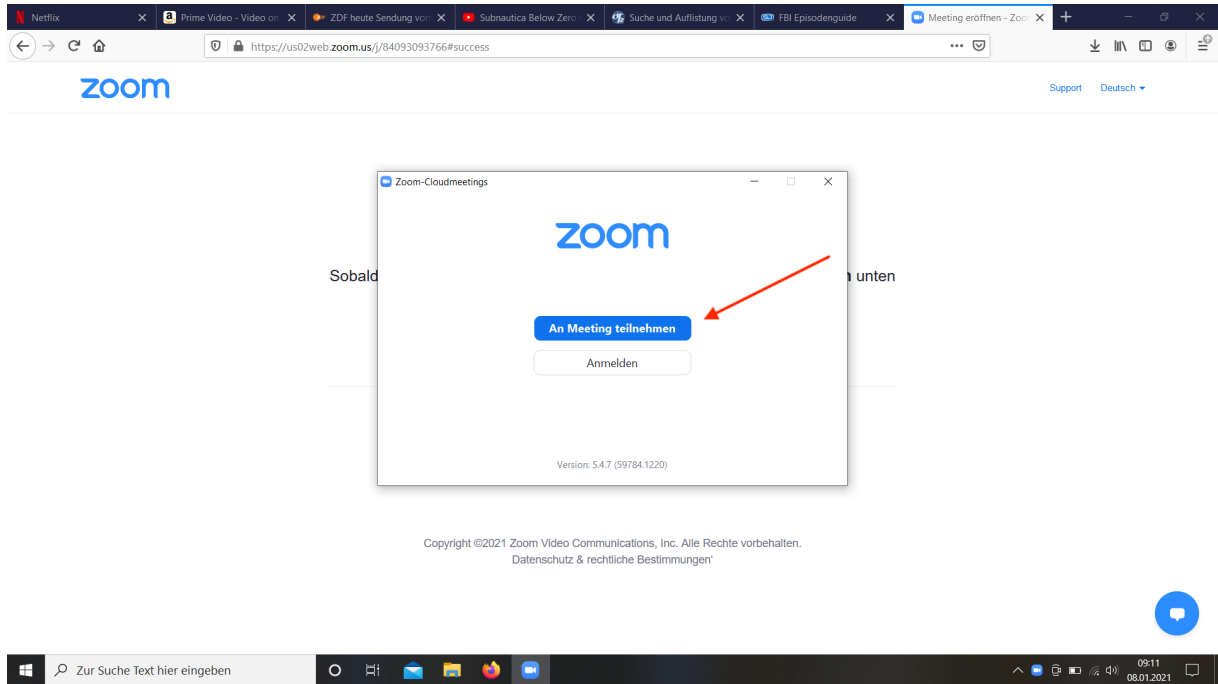 Netflix
Prime Video - Video on
ZDF heute Sendung von
Subnautica Below Zero
Suche und Auflistung vo
FBI Episodenguide
Meeting eröffnen - Zoo
https://us02web.zoom.us/j/84093093766#success
zoom
Support Deutsch
Zoom-Cloudmeetings
zoom
Sobald
unten
An Meeting teilnehmen
Anmelden
Version: 5.4.7 (59784.1220)
Copyright ©2021 Zoom Video Communications, Inc. Alle Rechte vorbehalten.
Datenschutz & rechtliche Bestimmungen'
Zur Suche Text hier eingeben
09:11
08.01.2021